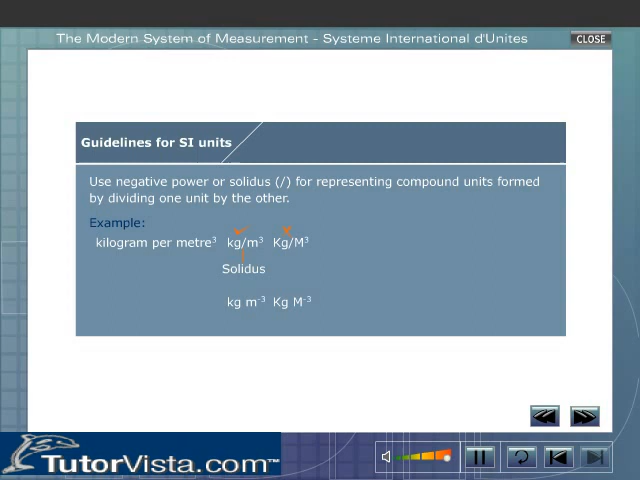 The Modern System of Measurement - Systeme International d'Unites
CLOSE
Guidelines for SI units
Use negative power or solidus (/) for representing compound units formed
by dividing one unit by the other.
Example:
kilogram per metre³ kg/m³ Kg/M³
Solidus
kg m⁻³ Kg M⁻³
TutorVista.com™